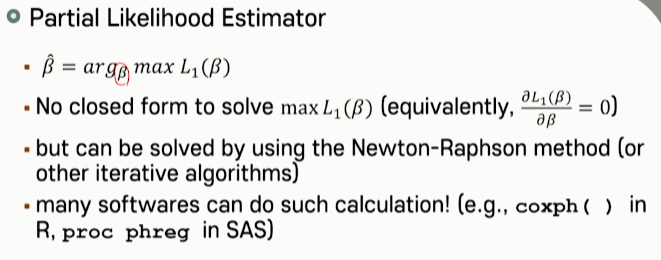 Partial Likelihood Estimator
β̂ = arg_β max L₁(β)
No closed form to solve max L₁(β) (equivalently, ∂L₁(β)/∂β = 0)
but can be solved by using the Newton-Raphson method (or
other iterative algorithms)
many softwares can do such calculation! (e.g., coxph( ) in
R, proc phreg in SAS)